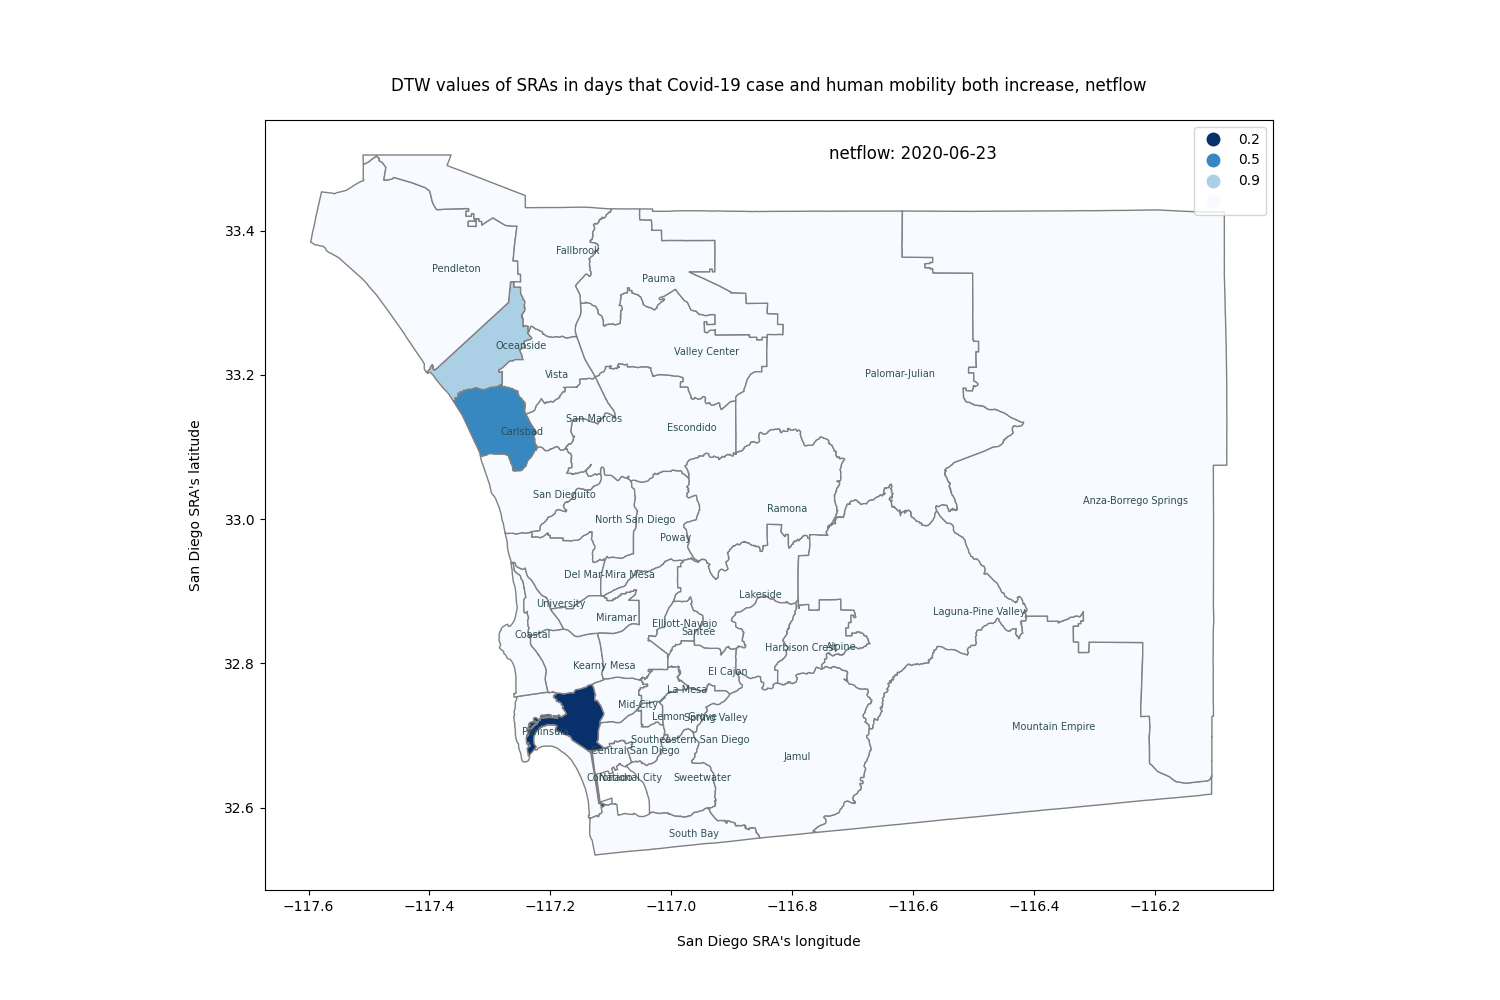 DTW values of SRAs in days that Covid-19 case and human mobility both increase, netflow
netflow: 2020-06-23
0.2
0.5
0.9
33.4
33.2
33.0
32.8
32.6
San Diego SRA's latitude
Fallbrook
Pendleton
Pauma
Oceanside
Valley Center
Vista
Palomar-Julian
San Marcos
Escondido
Carlsbad
San Dieguito
Anza-Borrego Springs
Ramona
North San Diego
Poway
Del Mar-Mira Mesa
Lakeside
University
Laguna-Pine Valley
Miramar
Elliott-Navajo
Santee
Coastal
Harbison Crest
Alpine
Kearny Mesa
El Cajon
La Mesa
Mid-City
Lemon Grove
Spring Valley
Mountain Empire
Peninsula
Southeastern San Diego
Central San Diego
Jamul
Coronado
National City
Sweetwater
South Bay
−117.6
−117.4
−117.2
−117.0
−116.8
−116.6
−116.4
−116.2
San Diego SRA's longitude